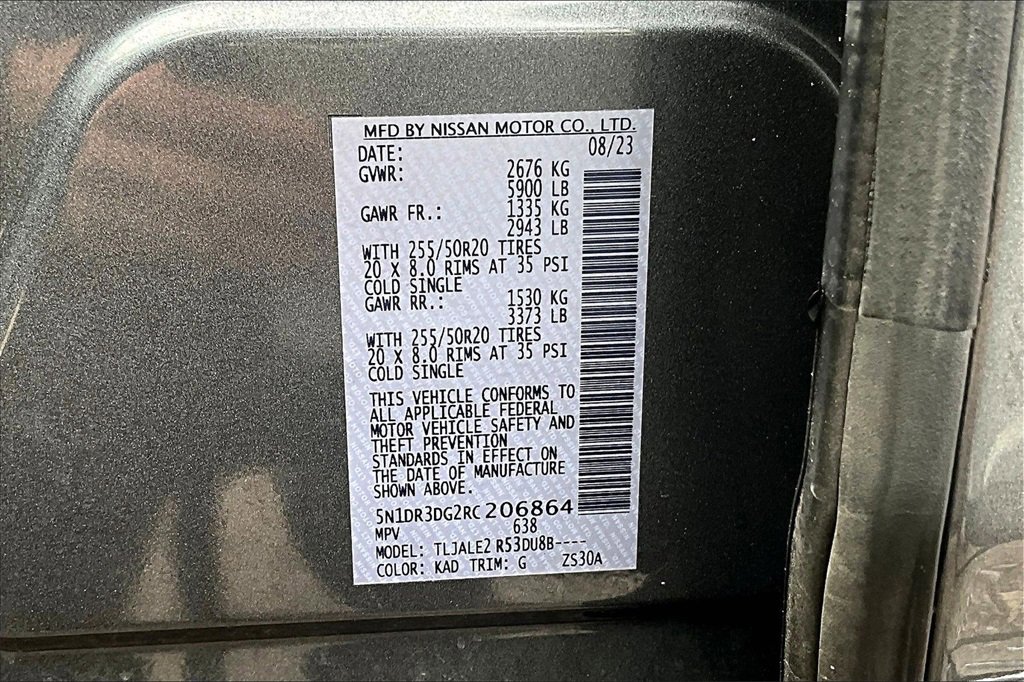 MFD BY NISSAN MOTOR CO., LTD.
DATE: 08/23
GVWR: 2676 KG
5900 LB
GAWR FR.: 1335 KG
2943 LB
WITH 255/50R20 TIRES
20 X 8.0 RIMS AT 35 PSI
COLD SINGLE
GAWR RR.: 1530 KG
3373 LB
WITH 255/50R20 TIRES
20 X 8.0 RIMS AT 35 PSI
COLD SINGLE
THIS VEHICLE CONFORMS TO
ALL APPLICABLE FEDERAL
MOTOR VEHICLE SAFETY AND
THEFT PREVENTION
STANDARDS IN EFFECT ON
THE DATE OF MANUFACTURE
SHOWN ABOVE.
5N1DR3DG2RC206864
MPV 638
MODEL: TLJALE2 R53DU8B----
COLOR: KAD TRIM: G ZS30A